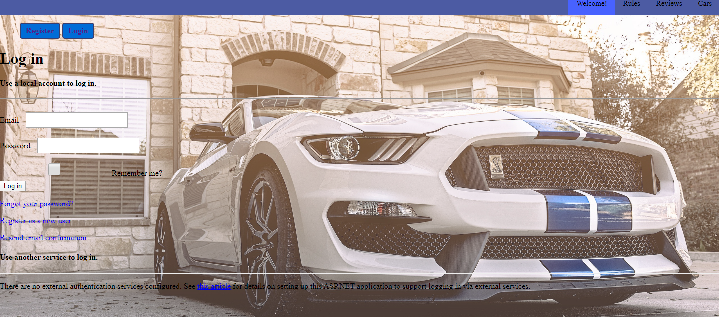 Welcome! Rules Reviews Cars
Register Login
Log in
Use a local account to log in.
Email
Password
Remember me?
Log in
Forgot your password?
Register as a new user
Resend email confirmation
Use another service to log in.
There are no external authentication services configured. See this article for details on setting up this ASP.NET application to support logging in via external services.